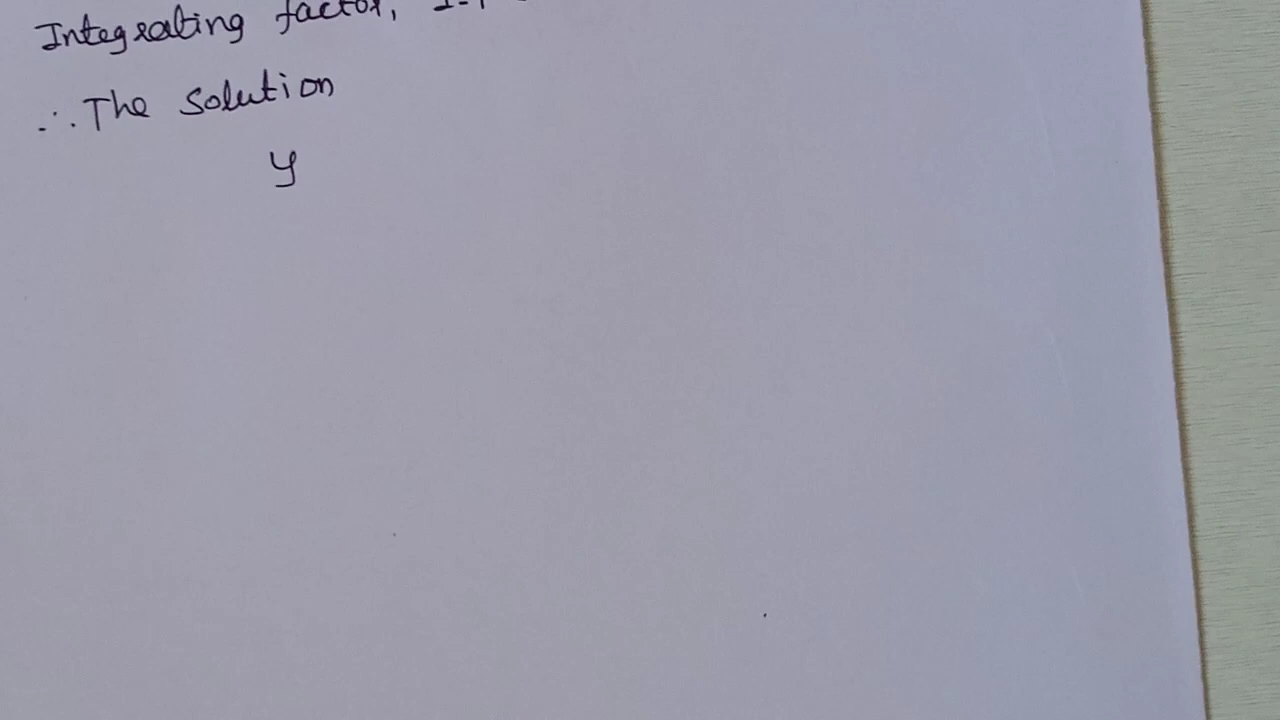 Integrating factor,
∴ The Solution
y